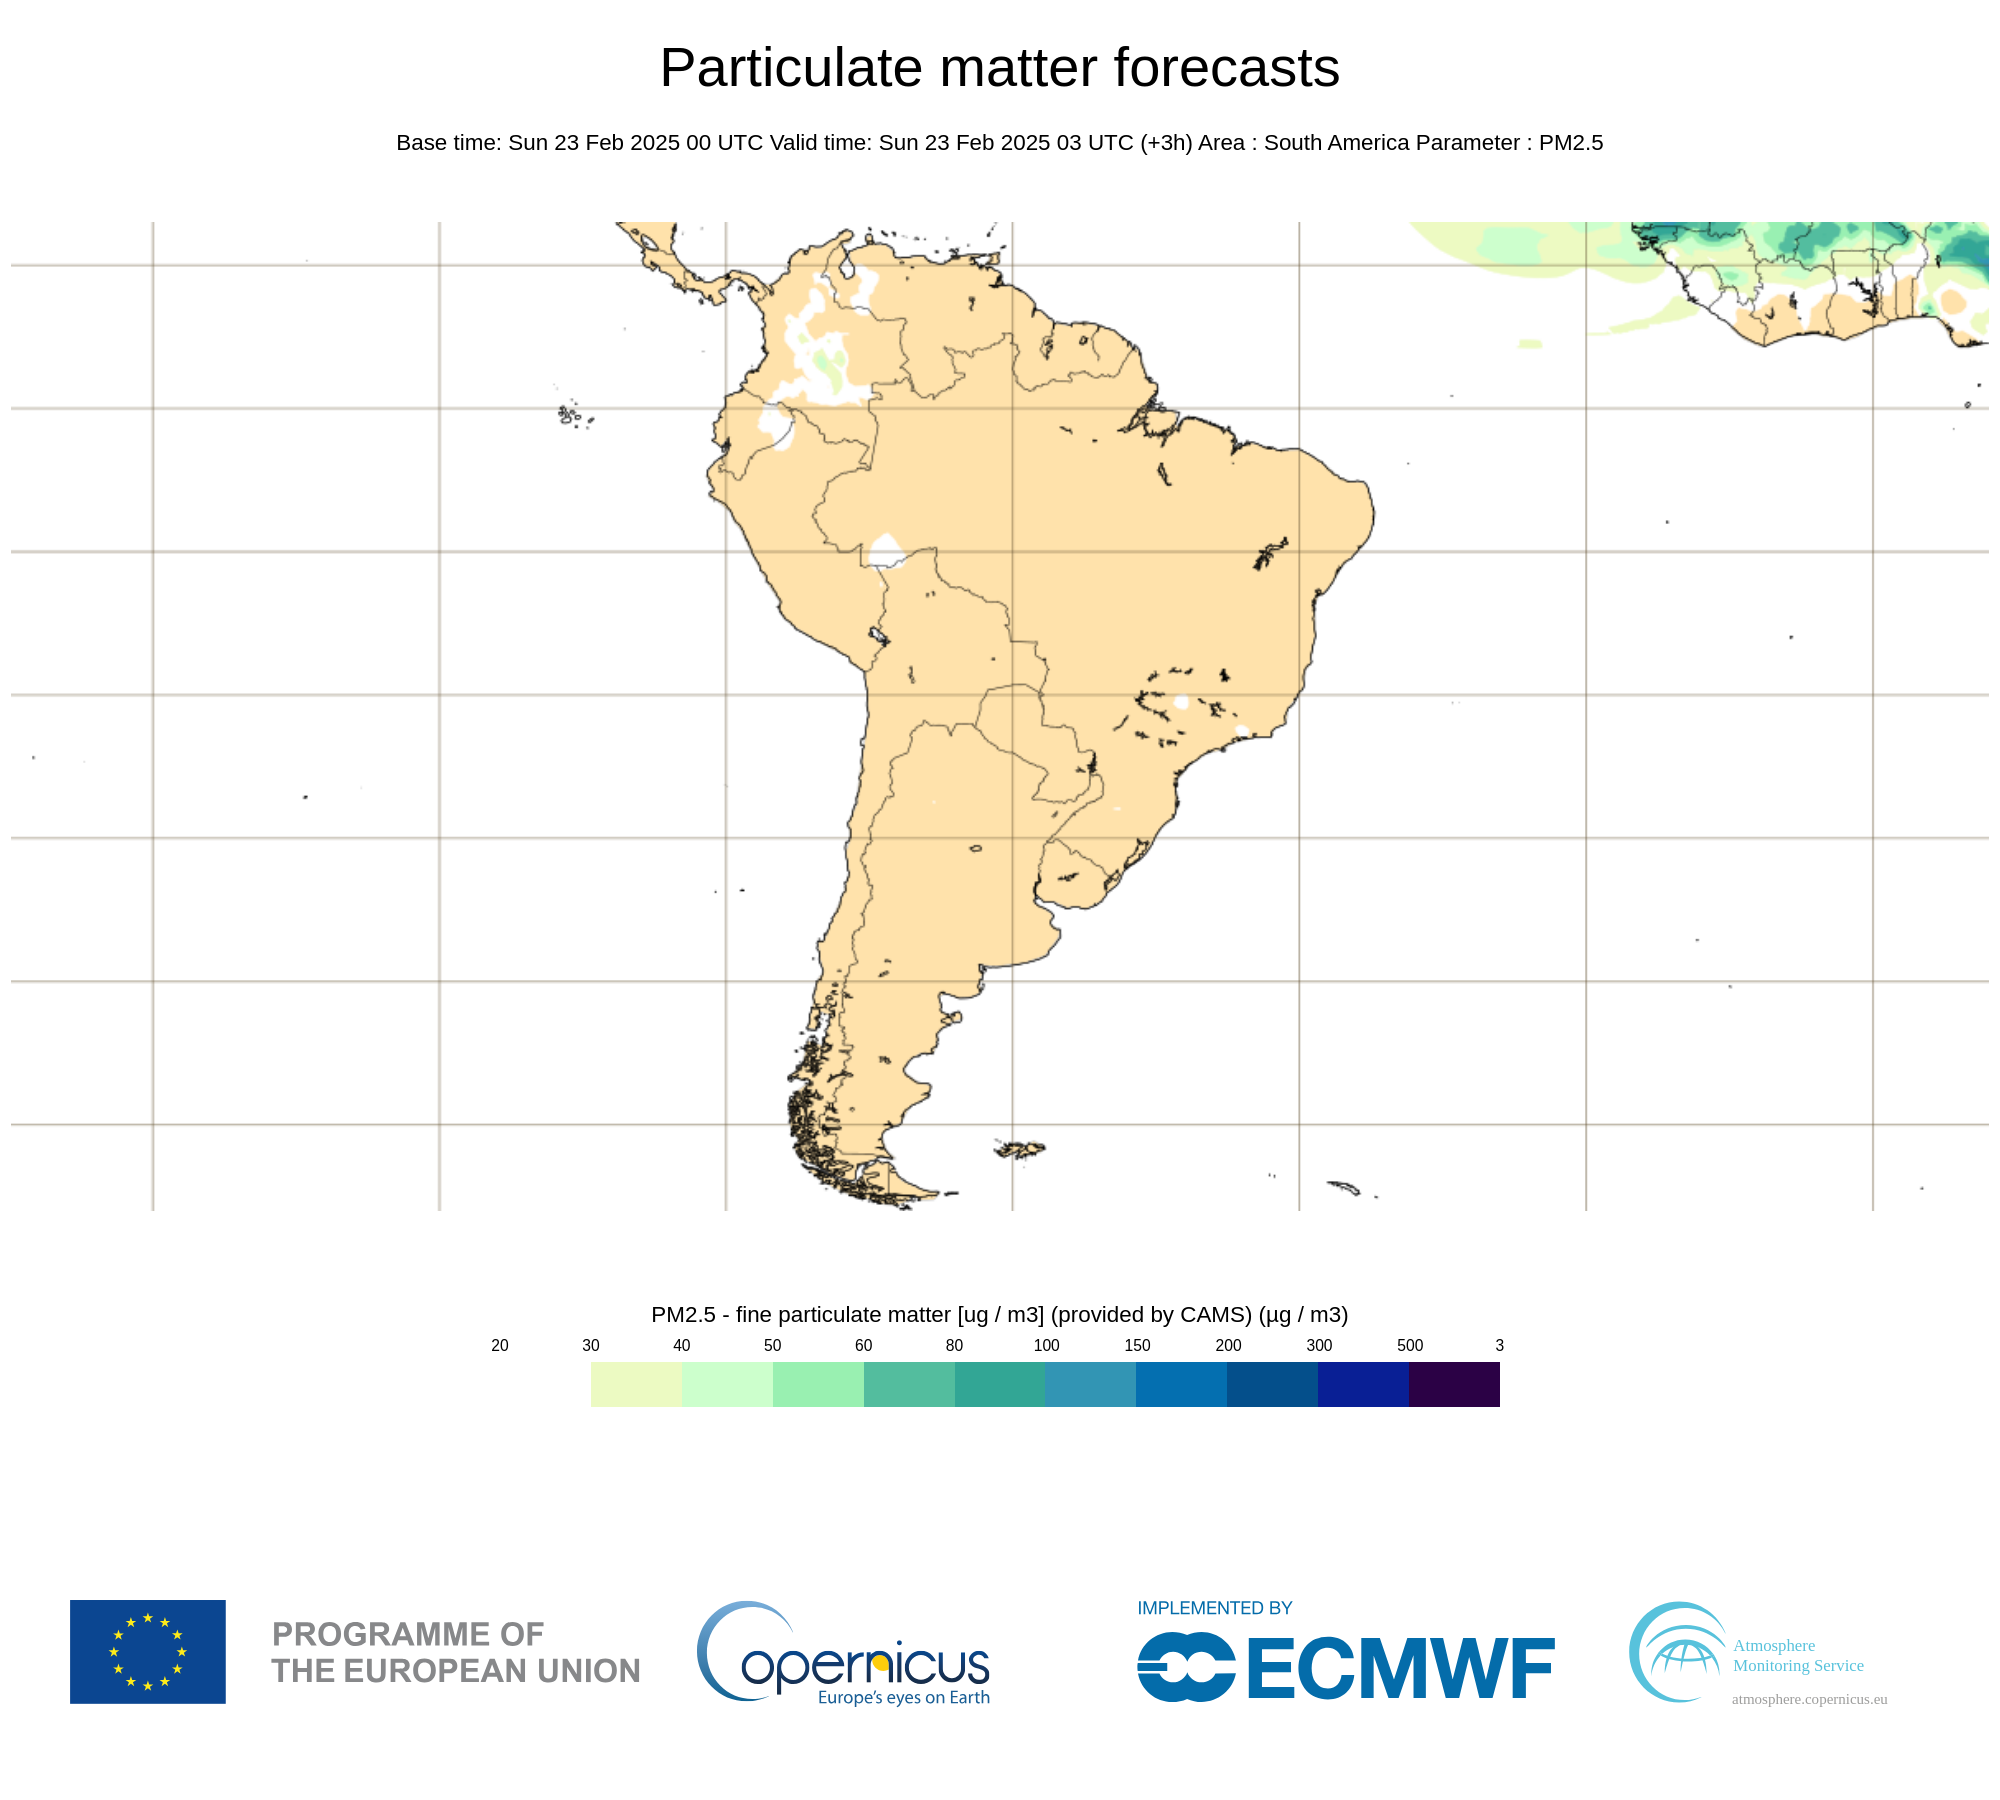 Particulate matter forecasts
Base time: Sun 23 Feb 2025 00 UTC Valid time: Sun 23 Feb 2025 03 UTC (+3h) Area : South America Parameter : PM2.5
PM2.5 - fine particulate matter [ug / m3] (provided by CAMS) (µg / m3)
20 30 40 50 60 80 100 150 200 300 500 3
PROGRAMME OF
THE EUROPEAN UNION
opernicus
Europe's eyes on Earth
IMPLEMENTED BY
ECMWF
Atmosphere
Monitoring Service
atmosphere.copernicus.eu